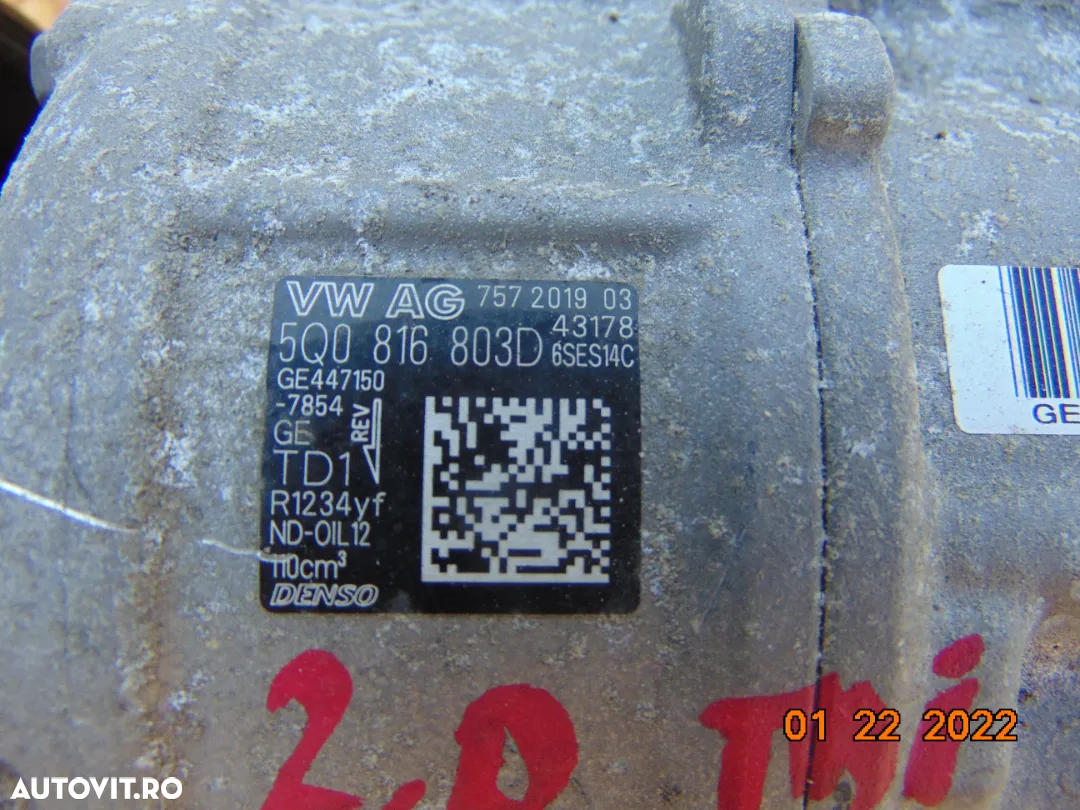 VW AG 757 2019 03
43178
5Q0 816 803D 6SES14C
GE447150
-7854
REV
GE
TD1
R1234yf
ND-OIL12
110cm³
DENSO
GE
2.0 TDi
01 22 2022
AUTOVIT.RO